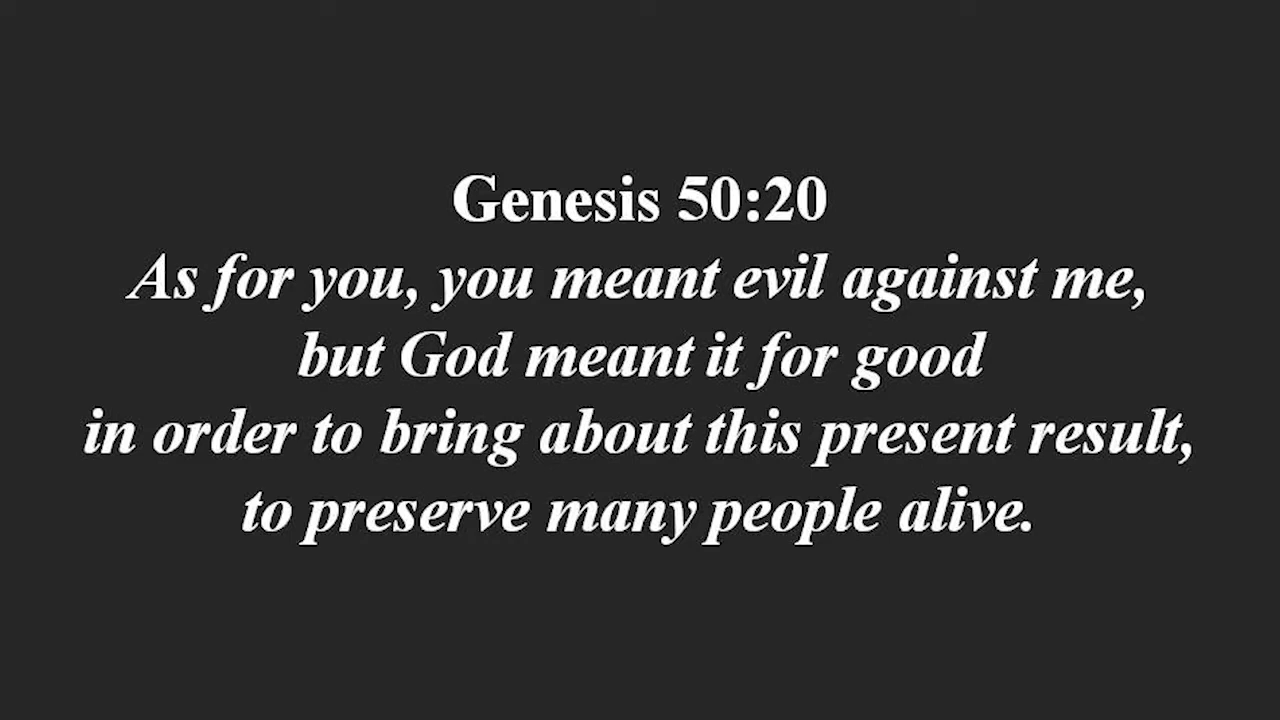 Genesis 50:20
As for you, you meant evil against me,
but God meant it for good
in order to bring about this present result,
to preserve many people alive.